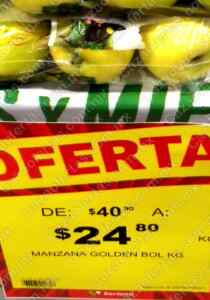 Y MI
OFERTA
DE: $40.90 A:
$24.80
K
MANZANA GOLDEN BOL KG